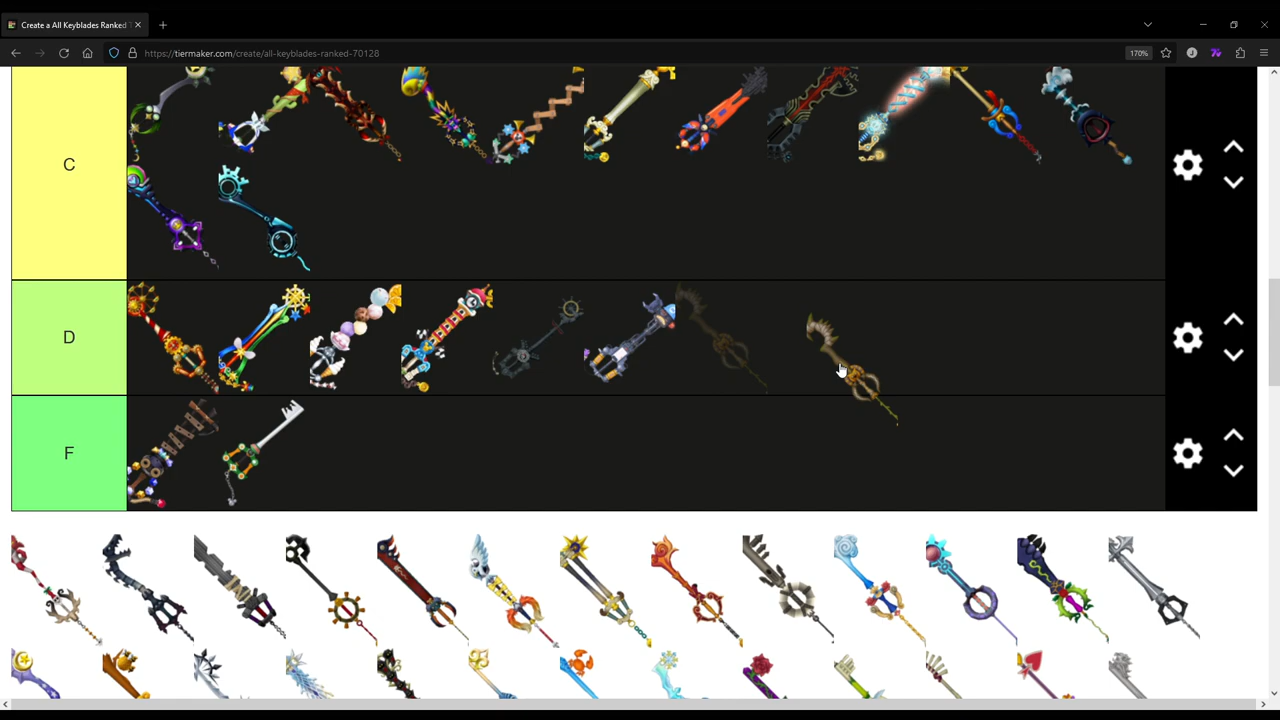 Create a All Keyblades Ranked T
https://tiermaker.com/create/all-keyblades-ranked-70128
170%
C
D
F